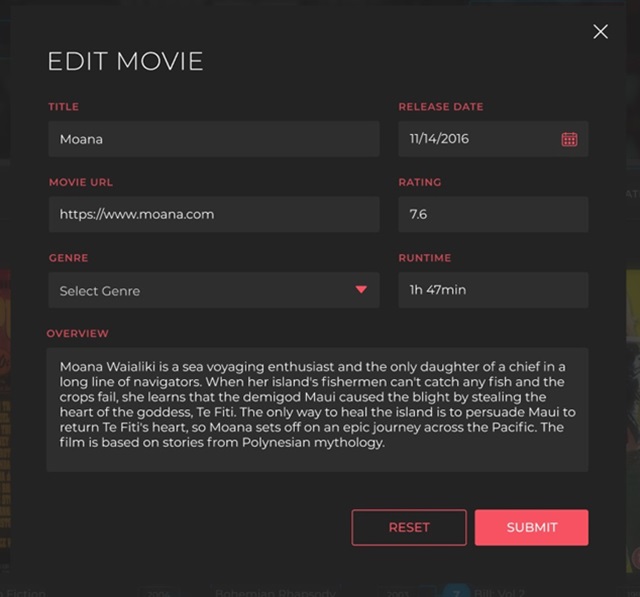 EDIT MOVIE
TITLE
RELEASE DATE
Moana
11/14/2016
MOVIE URL
RATING
https://www.moana.com
7.6
GENRE
RUNTIME
Select Genre
1h 47min
OVERVIEW
Moana Waialiki is a sea voyaging enthusiast and the only daughter of a chief in a
long line of navigators. When her island's fishermen can't catch any fish and the
crops fail, she learns that the demigod Maui caused the blight by stealing the
heart of the goddess, Te Fiti. The only way to heal the island is to persuade Maui to
return Te Fiti's heart, so Moana sets off on an epic journey across the Pacific. The
film is based on stories from Polynesian mythology.
RESET
SUBMIT
Fiction
Bohemian Rhapsody